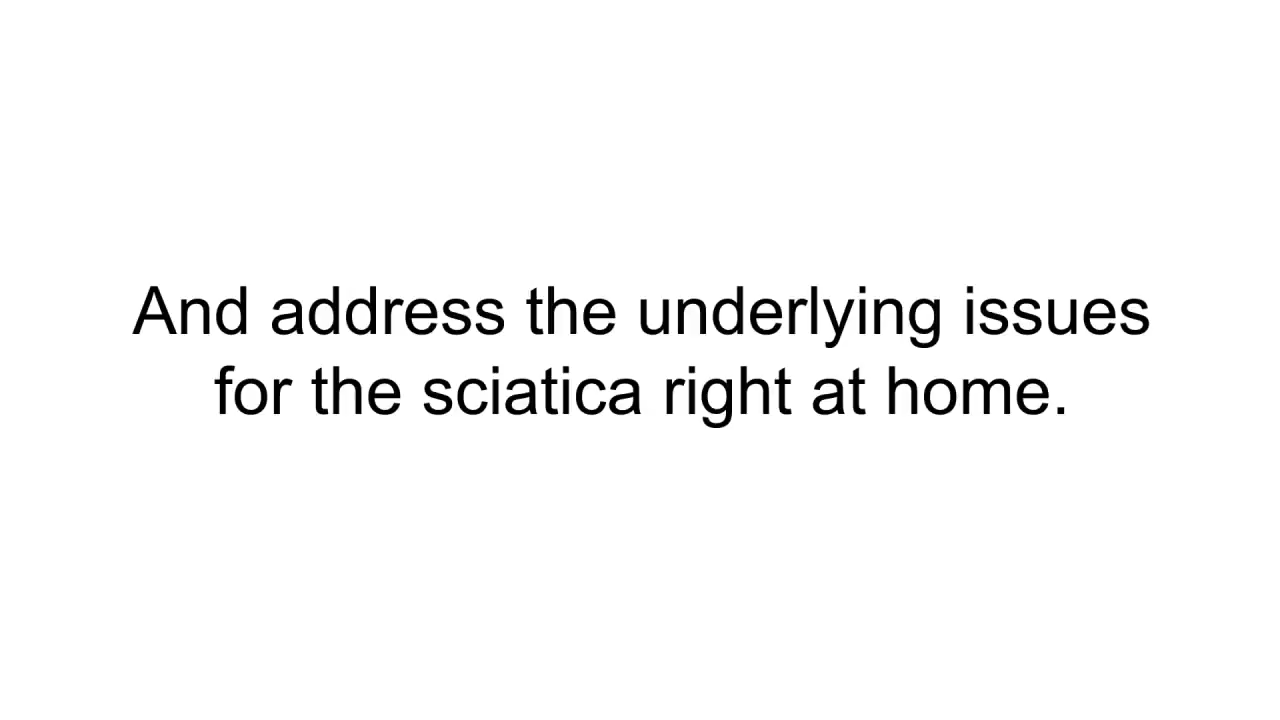 And address the underlying issues
for the sciatica right at home.